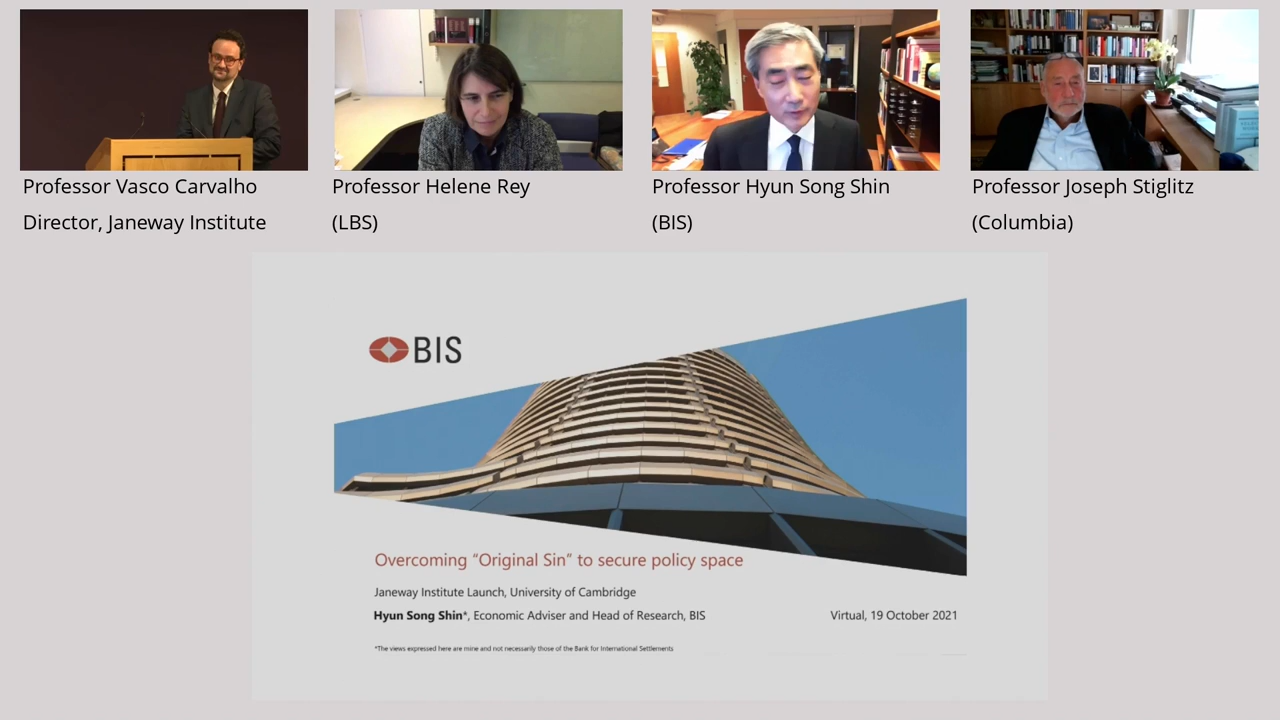 Professor Vasco Carvalho
Director, Janeway Institute
Professor Helene Rey
(LBS)
Professor Hyun Song Shin
(BIS)
Professor Joseph Stiglitz
(Columbia)
BIS
Overcoming “Original Sin” to secure policy space
Janeway Institute Launch, University of Cambridge
Hyun Song Shin*, Economic Adviser and Head of Research, BIS
Virtual, 19 October 2021
*The views expressed here are mine and not necessarily those of the Bank for International Settlements